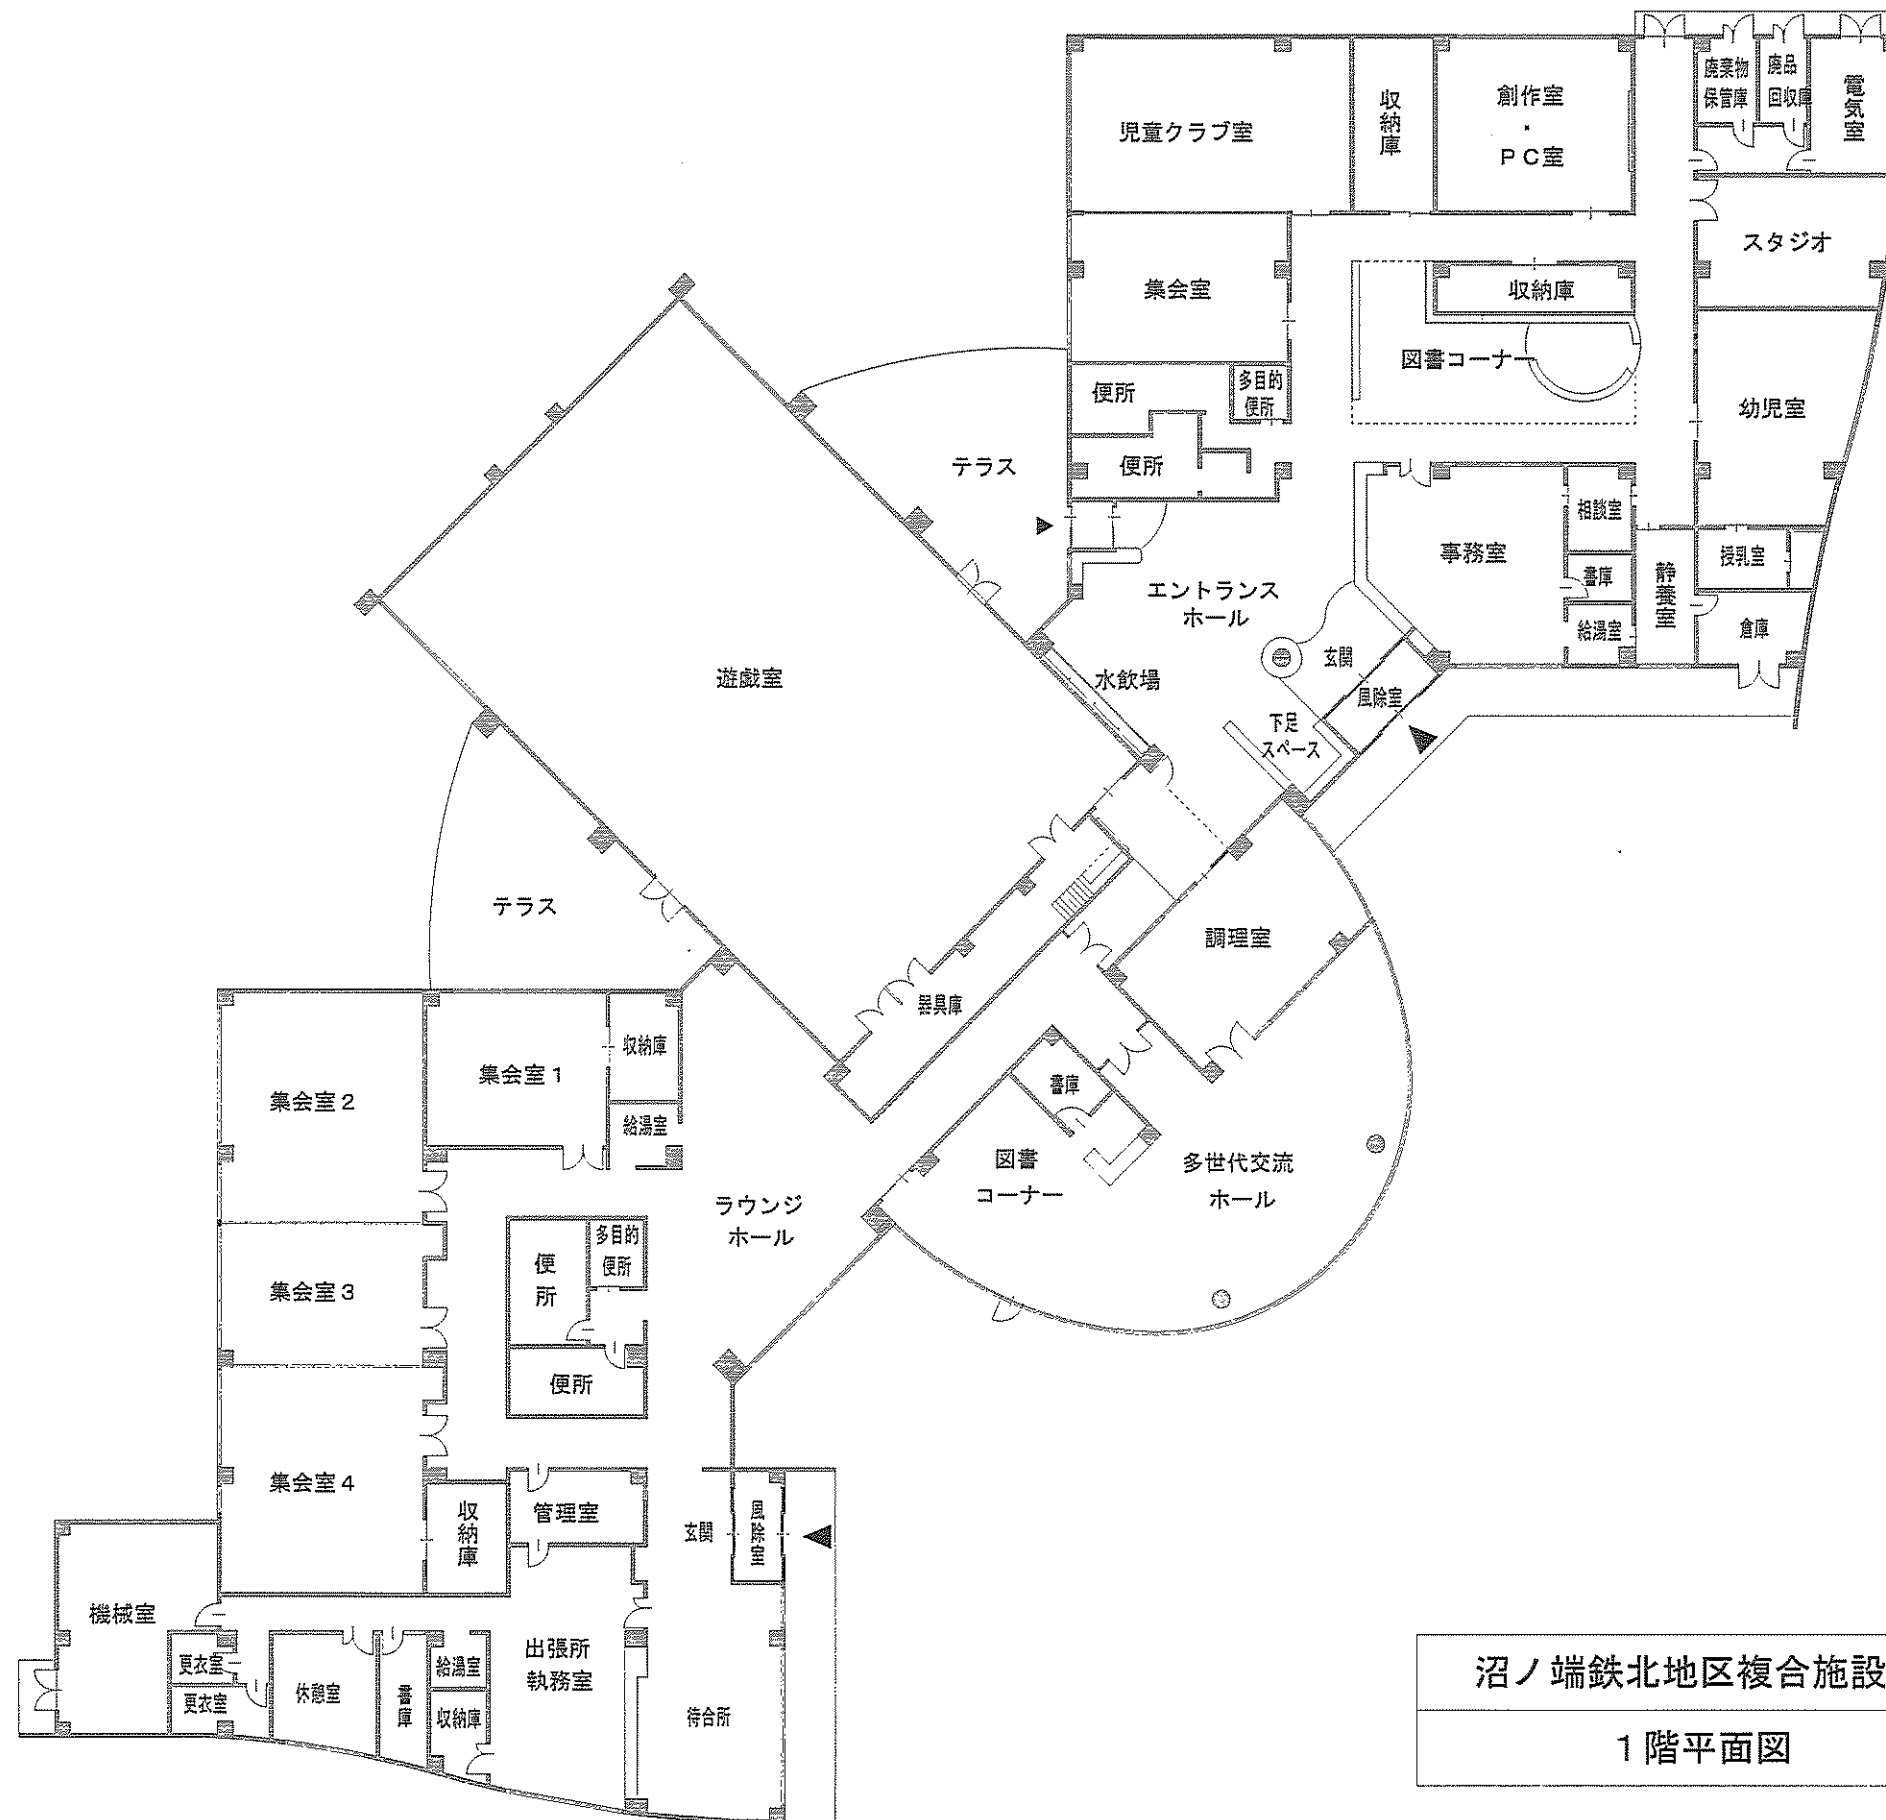 児童クラブ室
収納庫
創作室
・
ＰＣ室
廃棄物
保管庫
廃品
回収庫
電気室
スタジオ
集会室
収納庫
図書コーナー
幼児室
便所
多目的
便所
便所
テラス
相談室
事務室
書庫
給湯室
静養室
授乳室
倉庫
エントランス
ホール
玄関
風除室
水飲場
下足
スペース
遊戯室
テラス
調理室
器具庫
集会室１
収納庫
給湯室
集会室２
書庫
図書
コーナー
多世代交流
ホール
ラウンジ
ホール
便所
多目的
便所
集会室３
便所
集会室４
収納庫
管理室
玄関
風除室
機械室
更衣室
更衣室
休憩室
書庫
給湯室
収納庫
出張所
執務室
待合所
沼ノ端鉄北地区複合施設
１階平面図